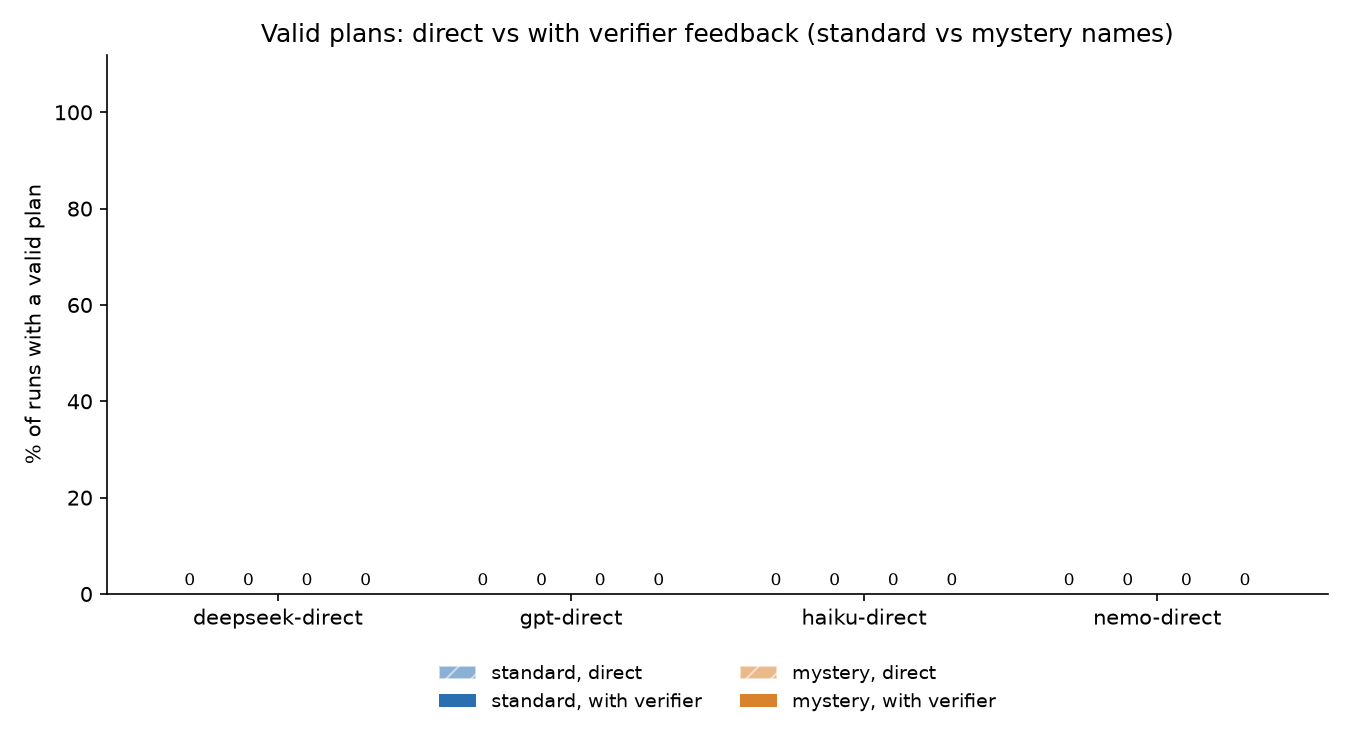 Valid plans: direct vs with verifier feedback (standard vs mystery names)
% of runs with a valid plan
100
80
60
40
20
0
0 0 0 0 0 0 0 0 0 0 0 0 0 0 0 0
deepseek-direct gpt-direct haiku-direct nemo-direct
standard, direct mystery, direct
standard, with verifier mystery, with verifier